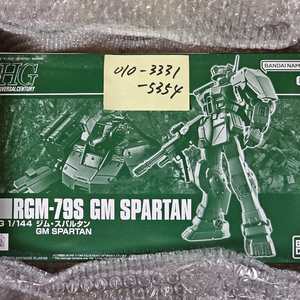 HG
UNIVERSAL CENTURY
010-3331
-5354
BANDAI NAMCO
RGM-79S GM SPARTAN
1/144 ジム・スパルタン
GM SPARTAN